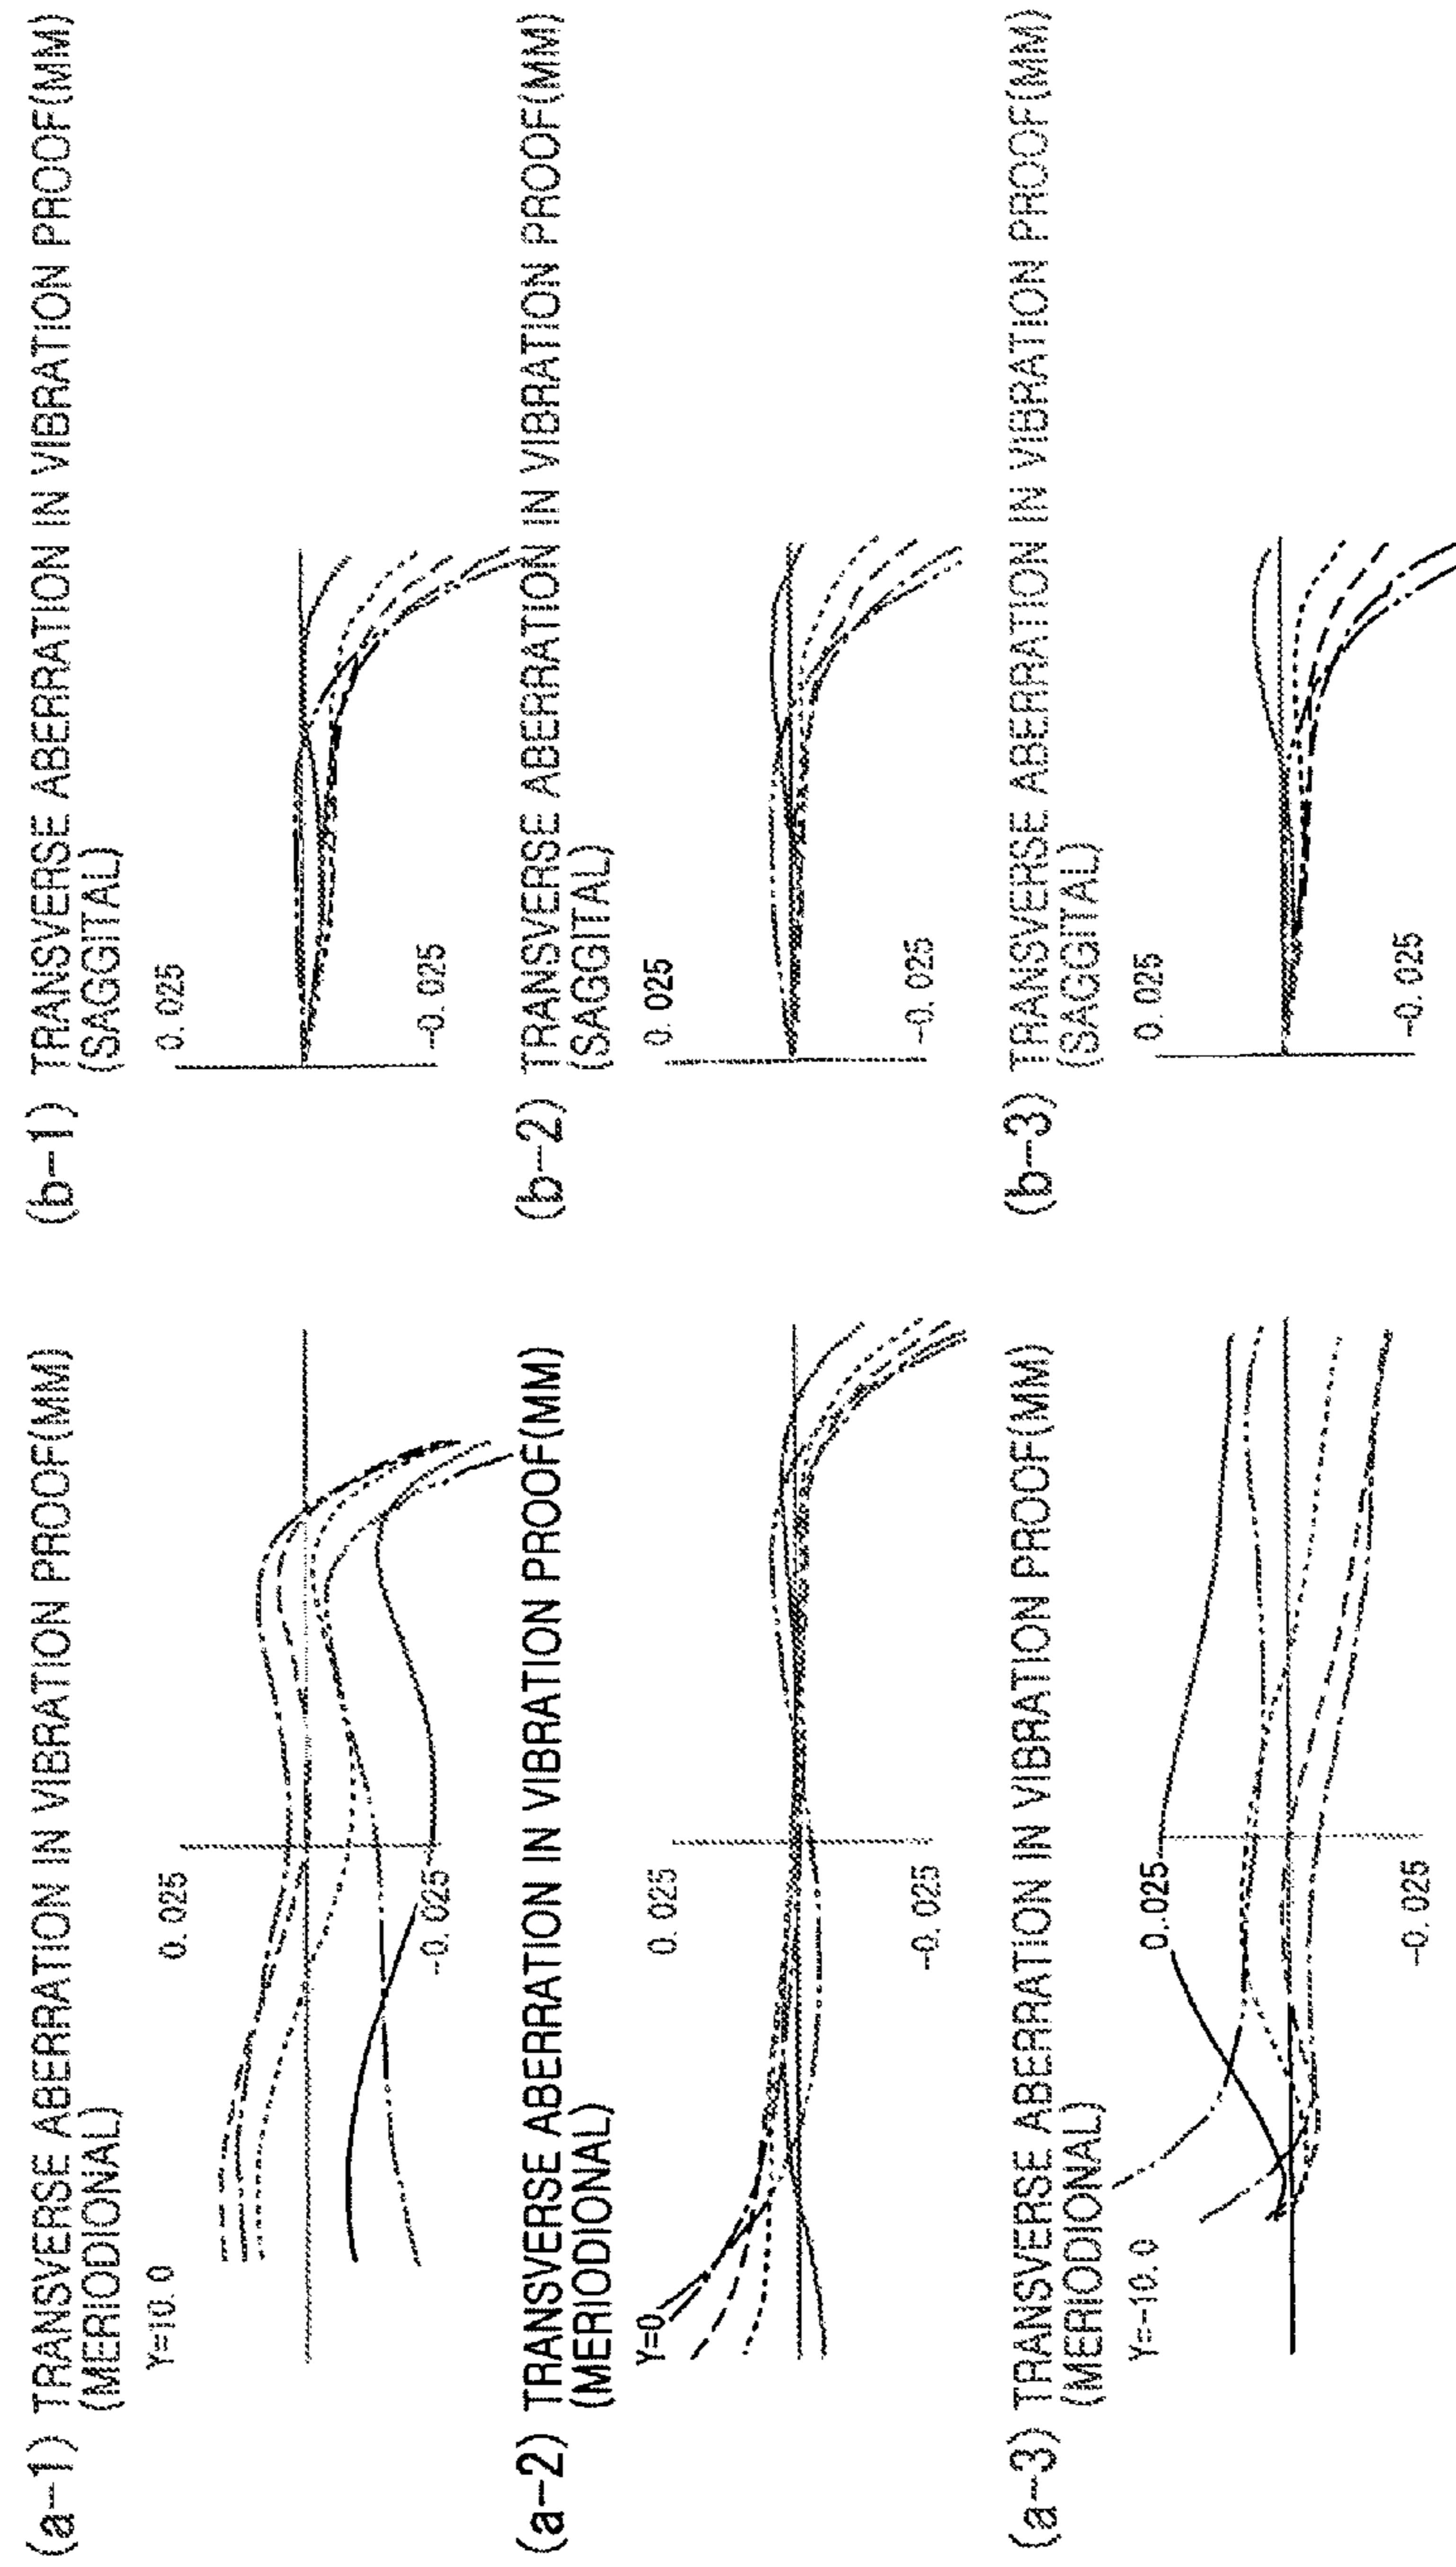 (a-1) TRANSVERSE ABERRATION IN VIBRATION PROOF(MM)
(MERIODIONAL)
Y=10.0
0.025
-0.025
(b-1) TRANSVERSE ABERRATION IN VIBRATION PROOF(MM)
(SAGGITAL)
0.025
-0.025
(a-2) TRANSVERSE ABERRATION IN VIBRATION PROOF(MM)
(MERIODIONAL)
Y=0
0.025
-0.025
(b-2) TRANSVERSE ABERRATION IN VIBRATION PROOF(MM)
(SAGGITAL)
0.025
-0.025
(a-3) TRANSVERSE ABERRATION IN VIBRATION PROOF(MM)
(MERIDIONAL)
Y=-10.0
0.025
-0.025
(b-3) TRANSVERSE ABERRATION IN VIBRATION PROOF(MM)
(SAGGITAL)
0.025
-0.025